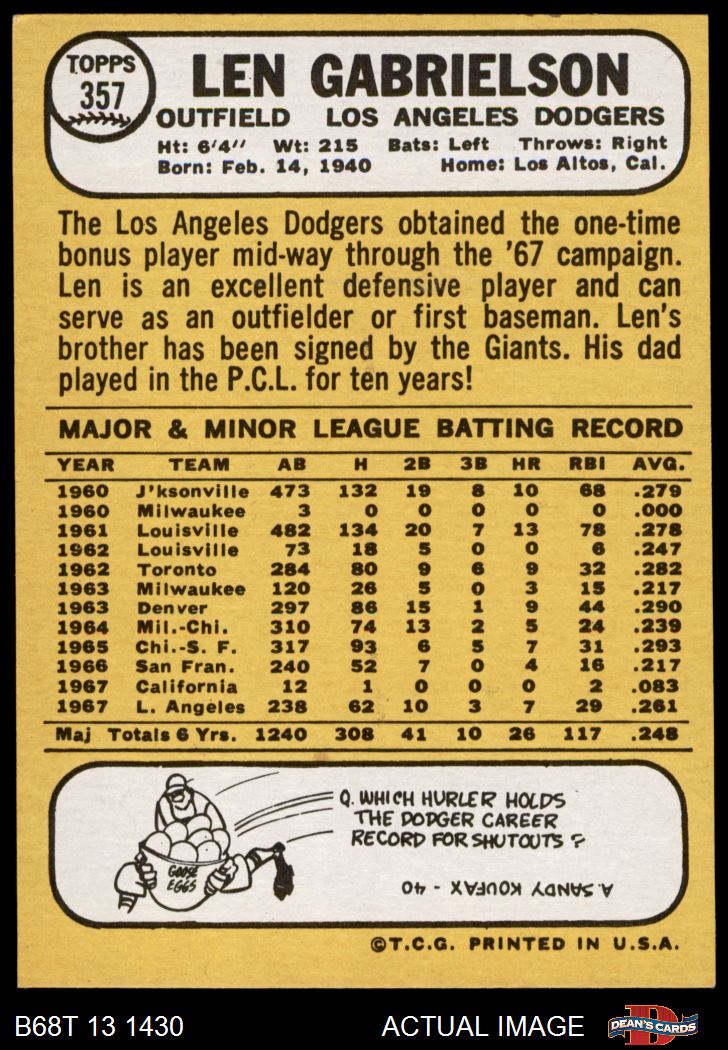 TOPPS
357
LEN GABRIELSON
OUTFIELD LOS ANGELES DODGERS
Ht: 6'4" Wt: 215 Bats: Left Throws: Right
Born: Feb. 14, 1940 Home: Los Altos, Cal.
The Los Angeles Dodgers obtained the one-time
bonus player mid-way through the '67 campaign.
Len is an excellent defensive player and can
serve as an outfielder or first baseman. Len's
brother has been signed by the Giants. His dad
played in the P.C.L. for ten years!
MAJOR & MINOR LEAGUE BATTING RECORD
YEAR TEAM AB H 2B 3B HR RBI AVG.
1960 J'ksonville 473 132 19 8 10 68 .279
1960 Milwaukee 3 0 0 0 0 0 .000
1961 Louisville 482 134 20 7 13 78 .278
1962 Louisville 73 18 5 0 0 6 .247
1962 Toronto 284 80 9 6 9 32 .282
1963 Milwaukee 120 26 5 0 3 15 .217
1963 Denver 297 86 15 1 9 44 .290
1964 Mil.-Chi. 310 74 13 2 5 24 .239
1965 Chi.-S. F. 317 93 6 5 7 31 .293
1966 San Fran. 240 52 7 0 4 16 .217
1967 California 12 1 0 0 0 2 .083
1967 L. Angeles 238 62 10 3 7 29 .261
Maj Totals 6 Yrs. 1240 308 41 10 26 117 .248
Q. WHICH HURLER HOLDS
THE DODGER CAREER
RECORD FOR SHUTOUTS ?
GOOSE
EGGS
A. SANDY KOUFAX - 40
©T.C.G. PRINTED IN U.S.A.
B68T 13 1430 ACTUAL IMAGE
D
DEAN'S CARDS